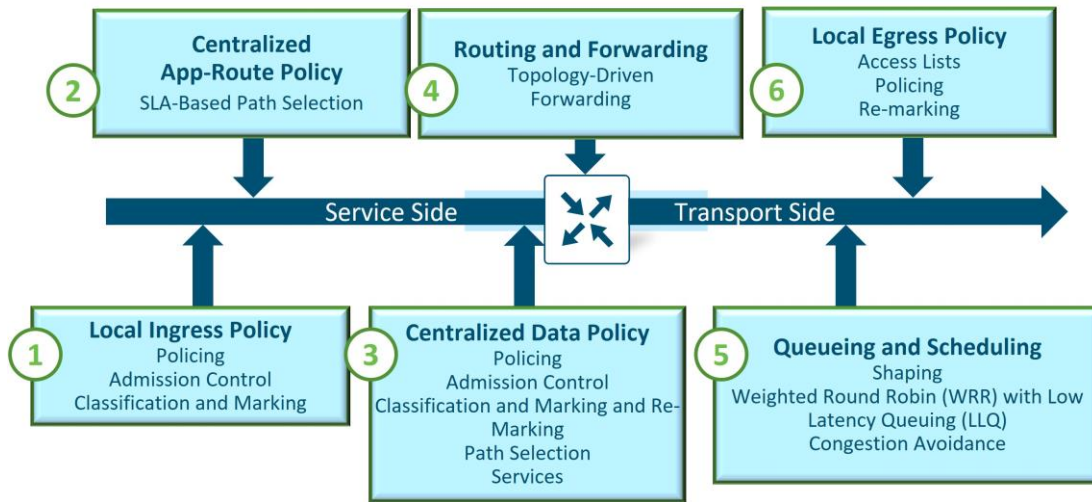 2
Centralized
App-Route Policy
SLA-Based Path Selection
4
Routing and Forwarding
Topology-Driven
Forwarding
6
Local Egress Policy
Access Lists
Policing
Re-marking
Service Side
Transport Side
1
Local Ingress Policy
Policing
Admission Control
Classification and Marking
3
Centralized Data Policy
Policing
Admission Control
Classification and Marking and Re-
Marking
Path Selection
Services
5
Queueing and Scheduling
Shaping
Weighted Round Robin (WRR) with Low
Latency Queuing (LLQ)
Congestion Avoidance